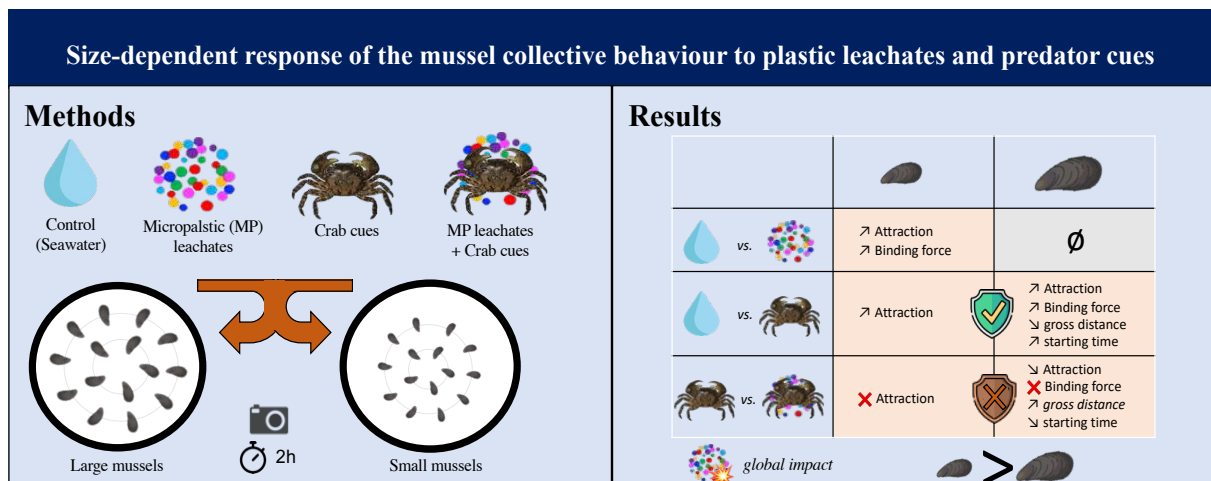 Size-dependent response of the mussel collective behaviour to plastic leachates and predator cues
Methods
Control
(Seawater)
Micropalstic (MP)
leachates
Crab cues
MP leachates
+ Crab cues
2h
Large mussels
Small mussels
Results
vs.
↗ Attraction
↗ Binding force
Ø
vs.
↗ Attraction
↗ Attraction
↗ Binding force
↘ gross distance
↗ starting time
vs.
Attraction
↘ Attraction
Binding force
↗ gross distance
↘ starting time
global impact
>